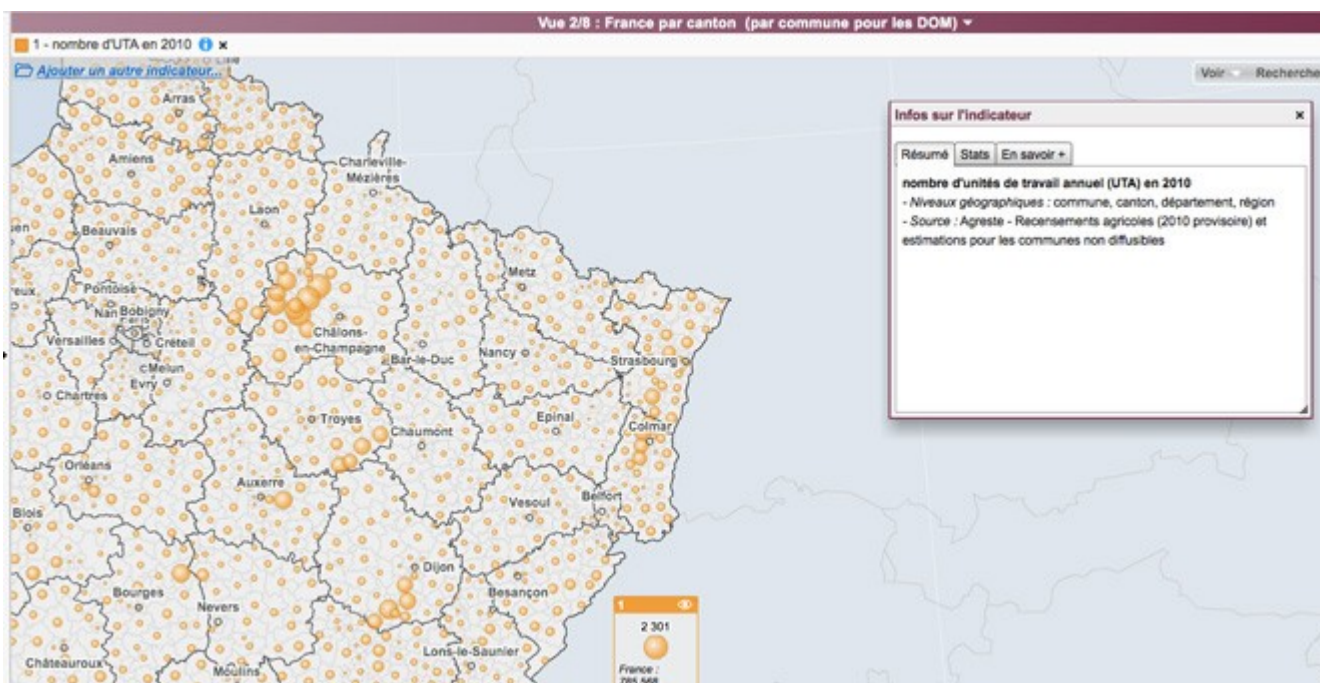 Vue 2/8 : France par canton (par commune pour les DOM)
1 - nombre d'UTA en 2010
Ajouter un autre indicateur...
Lille
Voir Recherche
Arras
Infos sur l'indicateur
Résumé Stats En savoir +
nombre d'unités de travail annuel (UTA) en 2010
- Niveaux géographiques : commune, canton, département, région
- Source : Agreste - Recensements agricoles (2010 provisoire) et
estimations pour les communes non diffusibles
Amiens
Charleville-
Mézières
Laon
Beauvais
Metz
Pontoise
Nan Bobigny
Paris
Versailles
Créteil
Châlons-
en-Champagne
Bar-le-Duc
Nancy
Strasbourg
Melun
Evry
Chartres
Troyes
Chaumont
Epinal
Colmar
Orléans
Auxerre
Vesoul
Belfort
Blois
Dijon
Besançon
Bourges
Nevers
1
2 301
France :
785 568
Lons-le-Saunier
Châteauroux
Moulins